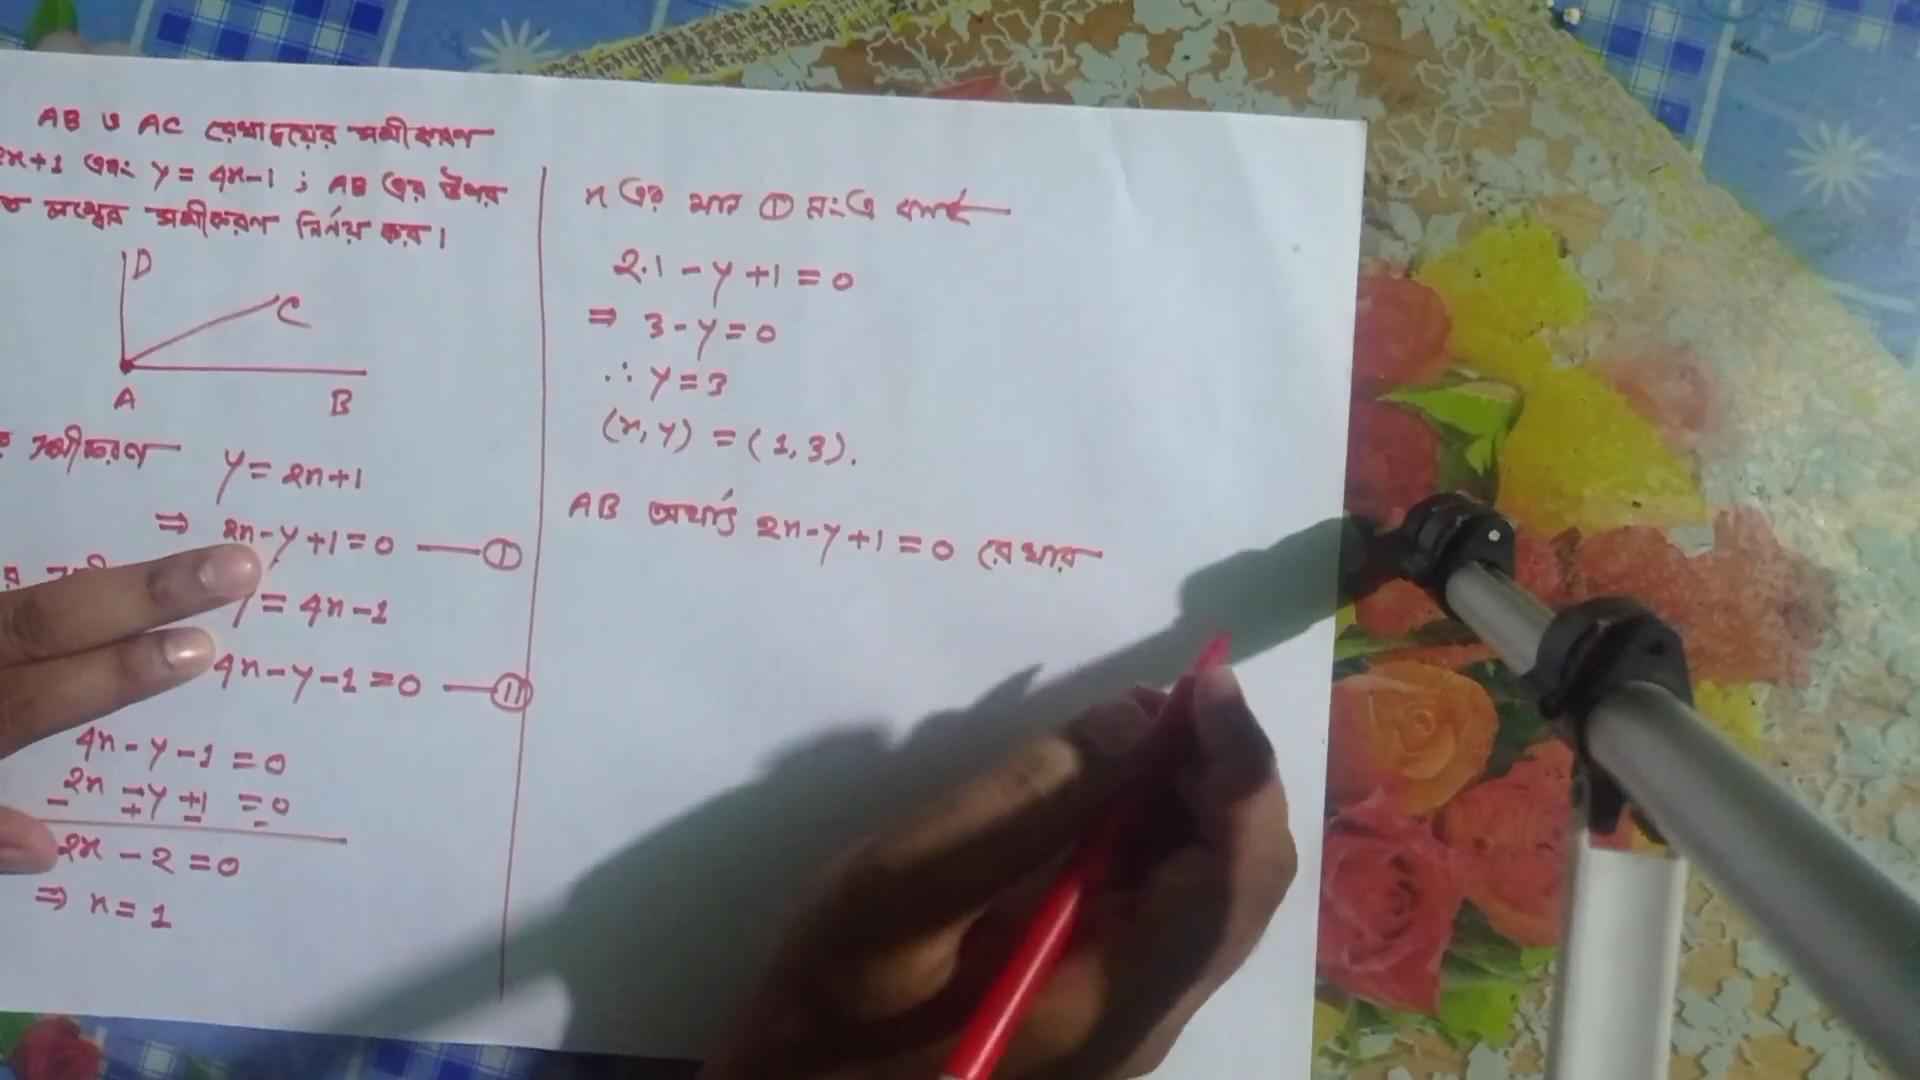 AB ও AC রেখাদ্বয়ের সমীকরণ
2x+1 এবং y = 4x-1 ; AB এর উপর
লম্বের সমীকরণ নির্ণয় কর।
D
C
A B
সমীকরণ y = 2x+1
⇒ 2x-y+1=0 — I
y = 4x-1
4x-y-1=0 — II
4x-y-1=0
2x-y+1=0
- + - -
2x-2=0
⇒ x=1
x এর মান I নং এ বসাই
2.1-y+1=0
⇒ 3-y=0
∴ y=3
(x,y) = (1,3).
AB অর্থাৎ 2x-y+1=0 রেখার